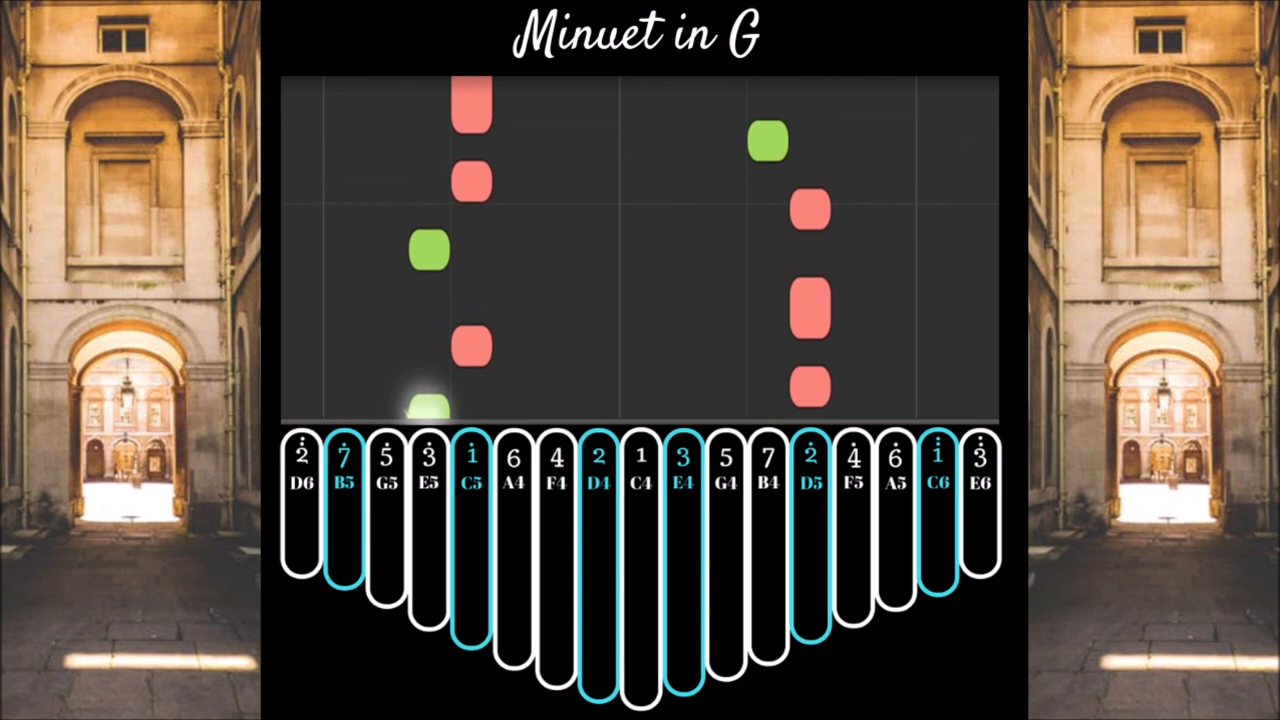 Minuet in G
2̇ 7̇ 5̇ 3̇ 1̇ 6 4 2 1 3 5 7 2̇ 4̇ 6̇ 1̈ 3̈
D6 B5 G5 E5 C5 A4 F4 D4 C4 E4 G4 B4 D5 F5 A5 C6 E6